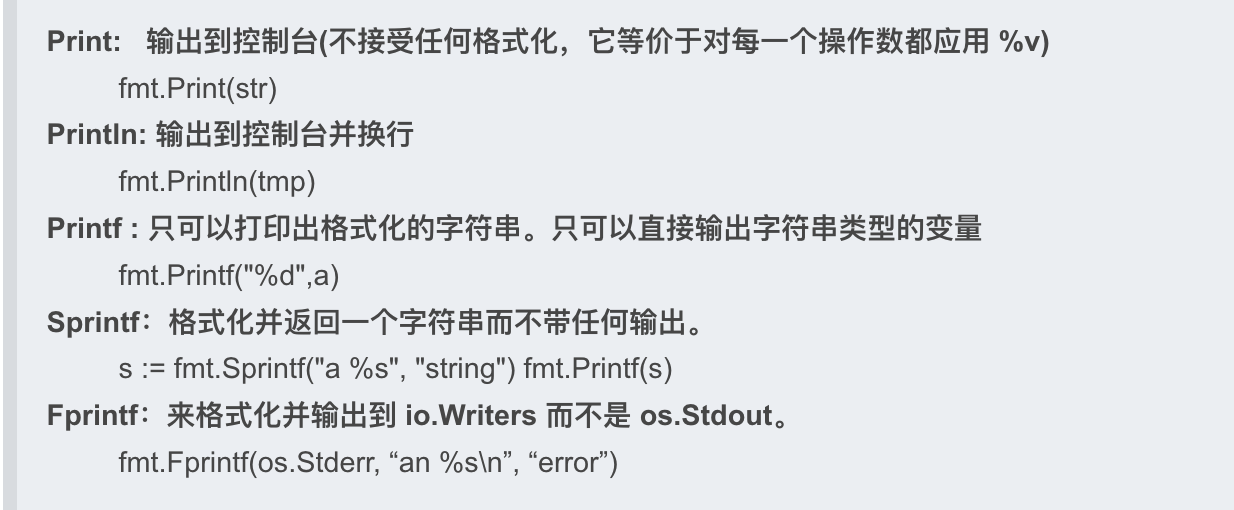 Print: 输出到控制台(不接受任何格式化，它等价于对每一个操作数都应用 %v)
fmt.Print(str)
Println: 输出到控制台并换行
fmt.Println(tmp)
Printf : 只可以打印出格式化的字符串。只可以直接输出字符串类型的变量
fmt.Printf("%d",a)
Sprintf：格式化并返回一个字符串而不带任何输出。
s := fmt.Sprintf("a %s", "string") fmt.Printf(s)
Fprintf：来格式化并输出到 io.Writers 而不是 os.Stdout。
fmt.Fprintf(os.Stderr, “an %s\n”, “error”)